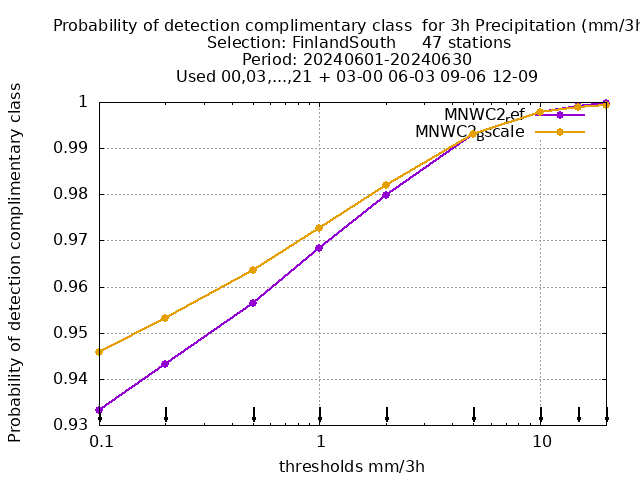 Probability of detection complimentary class  for 3h Precipitation (mm/3h
Selection: FinlandSouth     47 stations
Period: 20240601-20240630
Used 00,03,...,21 + 03-00 06-03 09-06 12-09
Probability of detection complimentary class
1
0.99
0.98
0.97
0.96
0.95
0.94
0.93
MNWC2ref
MNWC2Bscale
0.1
1
10
thresholds mm/3h